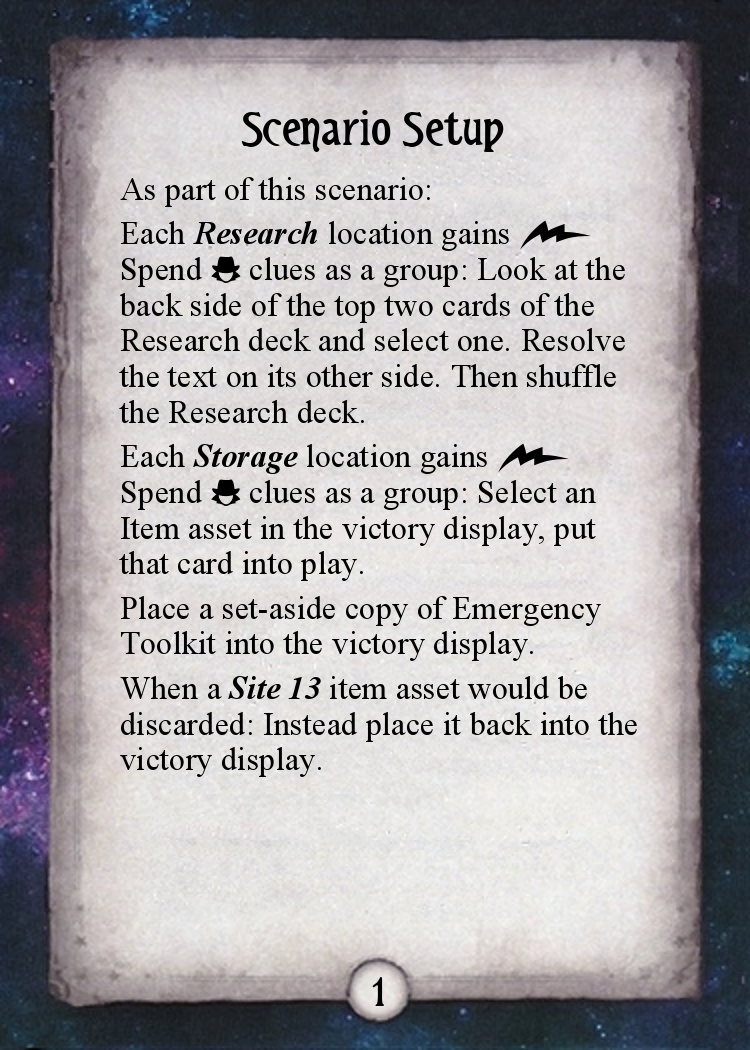 Scenario Setup
As part of this scenario:
Each Research location gains
Spend clues as a group: Look at the
back side of the top two cards of the
Research deck and select one. Resolve
the text on its other side. Then shuffle
the Research deck.
Each Storage location gains
Spend clues as a group: Select an
Item asset in the victory display, put
that card into play.
Place a set-aside copy of Emergency
Toolkit into the victory display.
When a Site 13 item asset would be
discarded: Instead place it back into the
victory display.
1